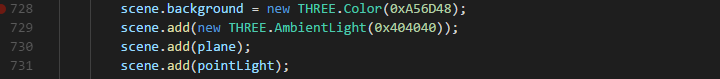 728 scene.background = new THREE.Color(0xA56D48);
729 scene.add(new THREE.AmbientLight(0x404040));
730 scene.add(plane);
731 scene.add(pointLight);